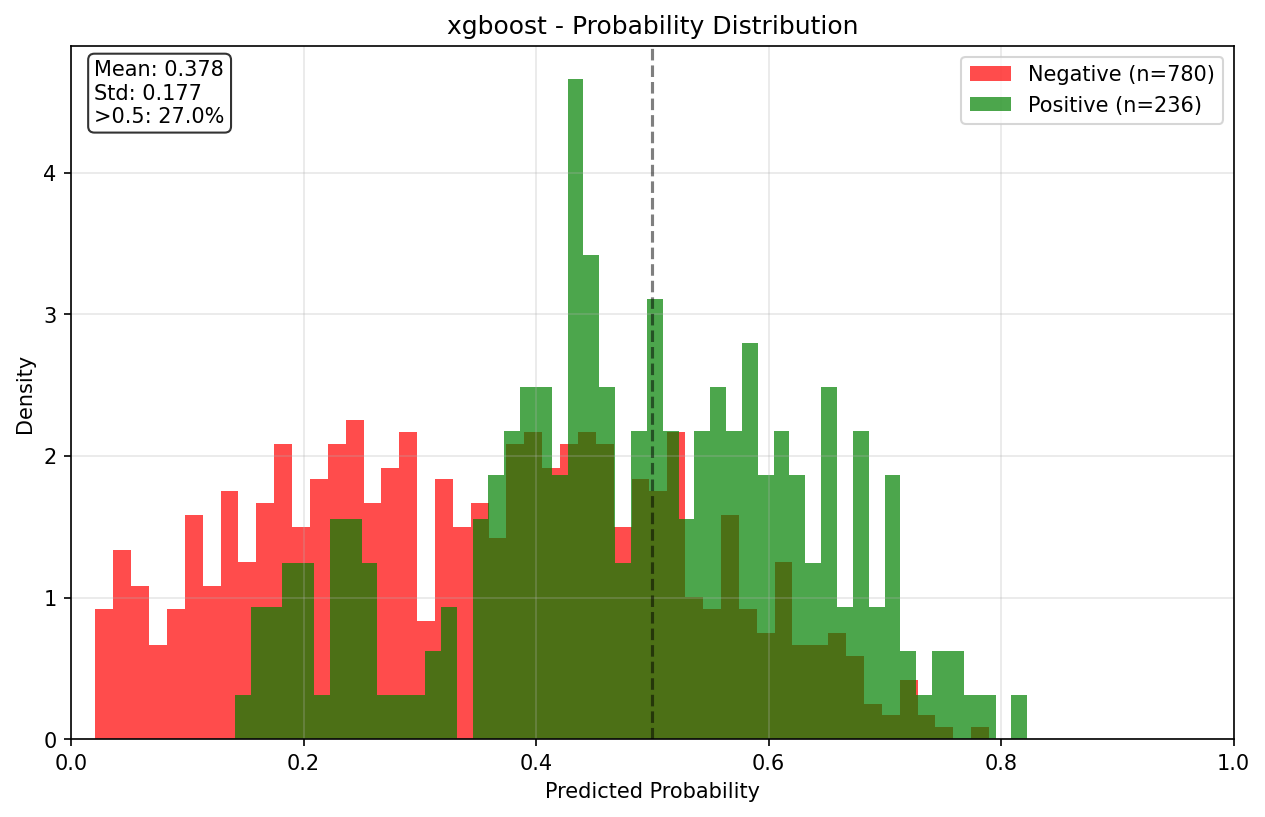 xgboost - Probability Distribution
Mean: 0.378
Std: 0.177
>0.5: 27.0%
Negative (n=780)
Positive (n=236)
Density
4
3
2
1
0
0.0 0.2 0.4 0.6 0.8 1.0
Predicted Probability